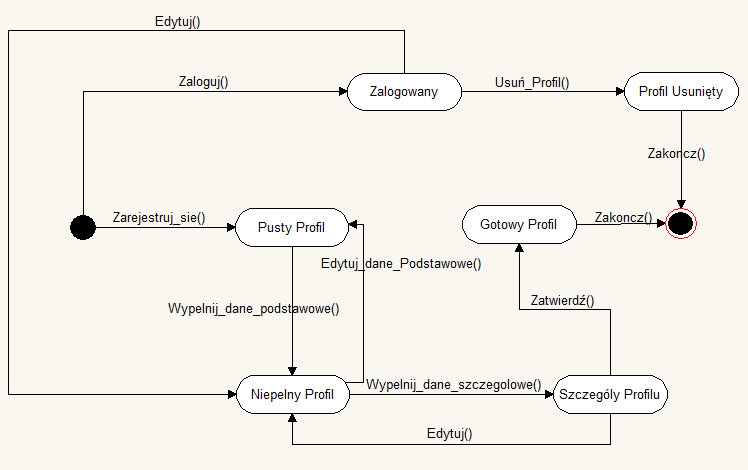 Edytuj()
Zaloguj()
Zalogowany
Usuń_Profil()
Profil Usunięty
Zakoncz()
Zarejestruj_sie()
Pusty Profil
Gotowy Profil
Zakoncz()
Edytuj_dane_Podstawowe()
Wypelnij_dane_podstawowe()
Zatwierdź()
Niepelny Profil
Wypelnij_dane_szczegolowe()
Szczególy Profilu
Edytuj()